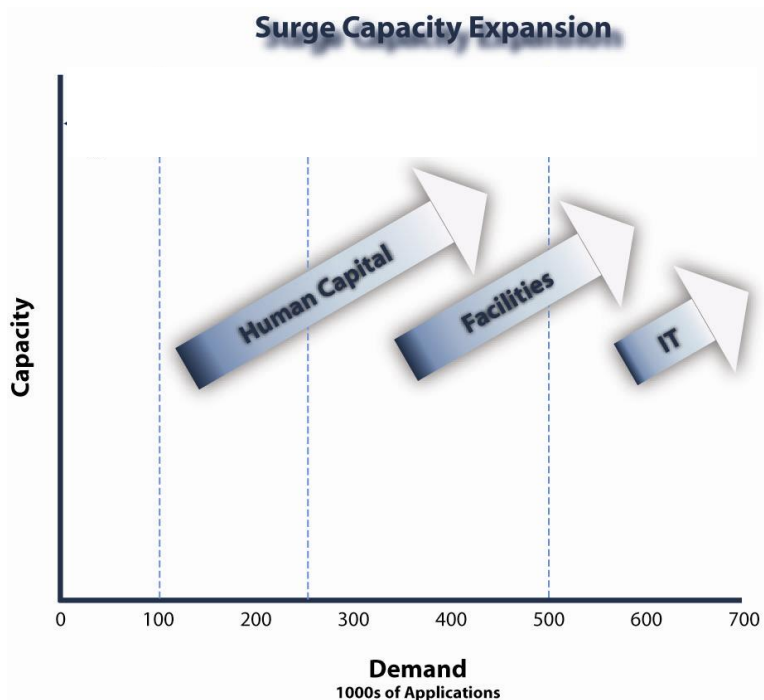 Surge Capacity Expansion
Capacity
Human Capital
Facilities
IT
0 100 200 300 400 500 600 700
Demand
1000s of Applications